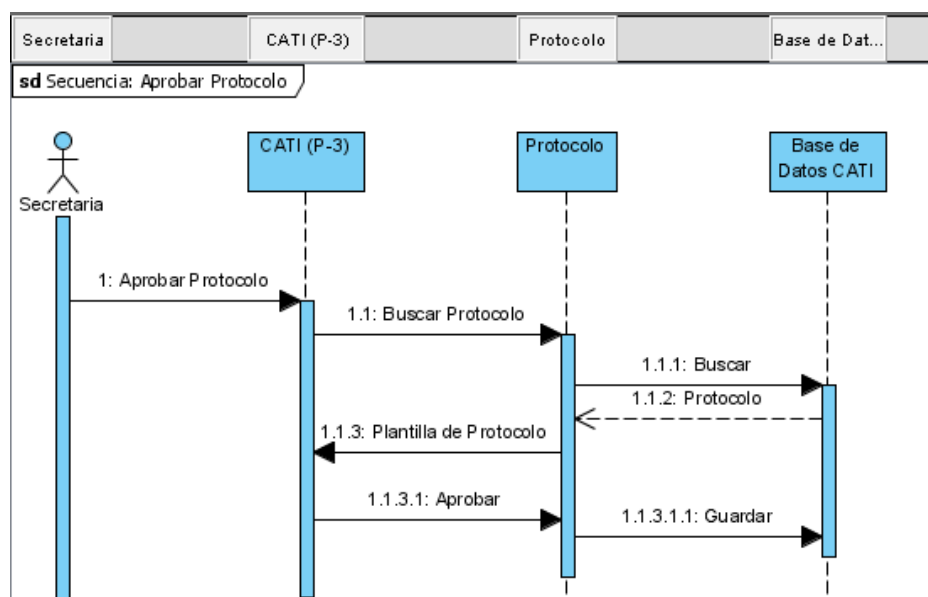 Secretaria
CATI (P-3)
Protocolo
Base de Dat...
sd Secuencia: Aprobar Protocolo
CATI (P-3)
Protocolo
Base de
Datos CATI
Secretaria
1: Aprobar Protocolo
1.1: Buscar Protocolo
1.1.1: Buscar
1.1.2: Protocolo
1.1.3: Plantilla de Protocolo
1.1.3.1: Aprobar
1.1.3.1.1: Guardar